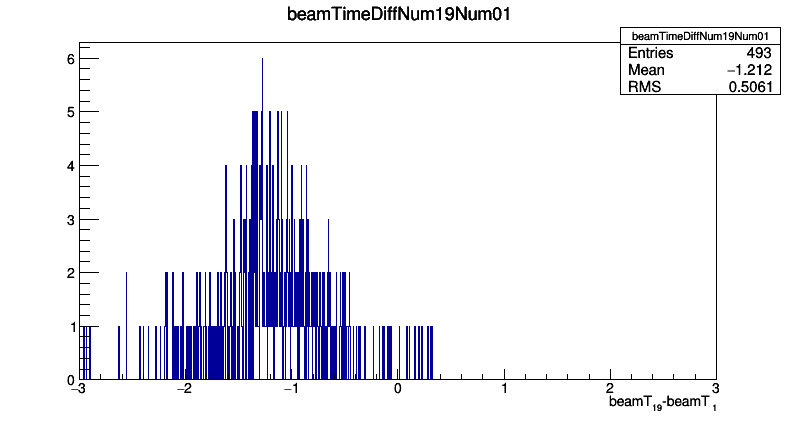 beamTimeDiffNum19Num01
beamTimeDiffNum19Num01
Entries 493
Mean −1.212
RMS 0.5061
6
5
4
3
2
1
0
−3 −2 −1 0 1 2 3
beamT19-beamT1